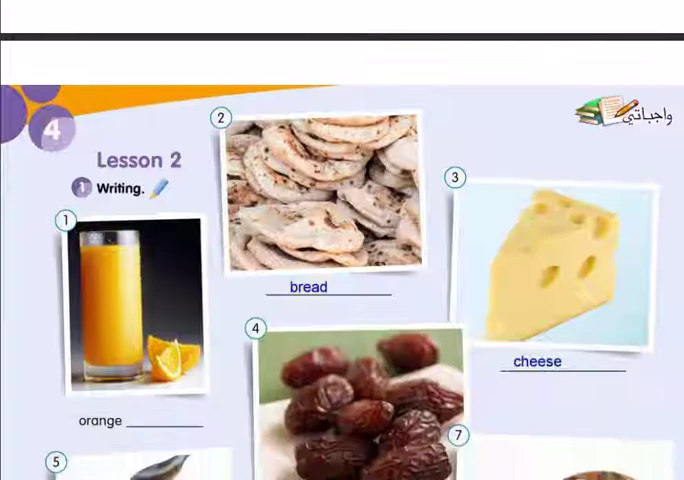 واجباتي
4
Lesson 2
1 Writing.
1
orange
2
bread
3
cheese
4
5
7